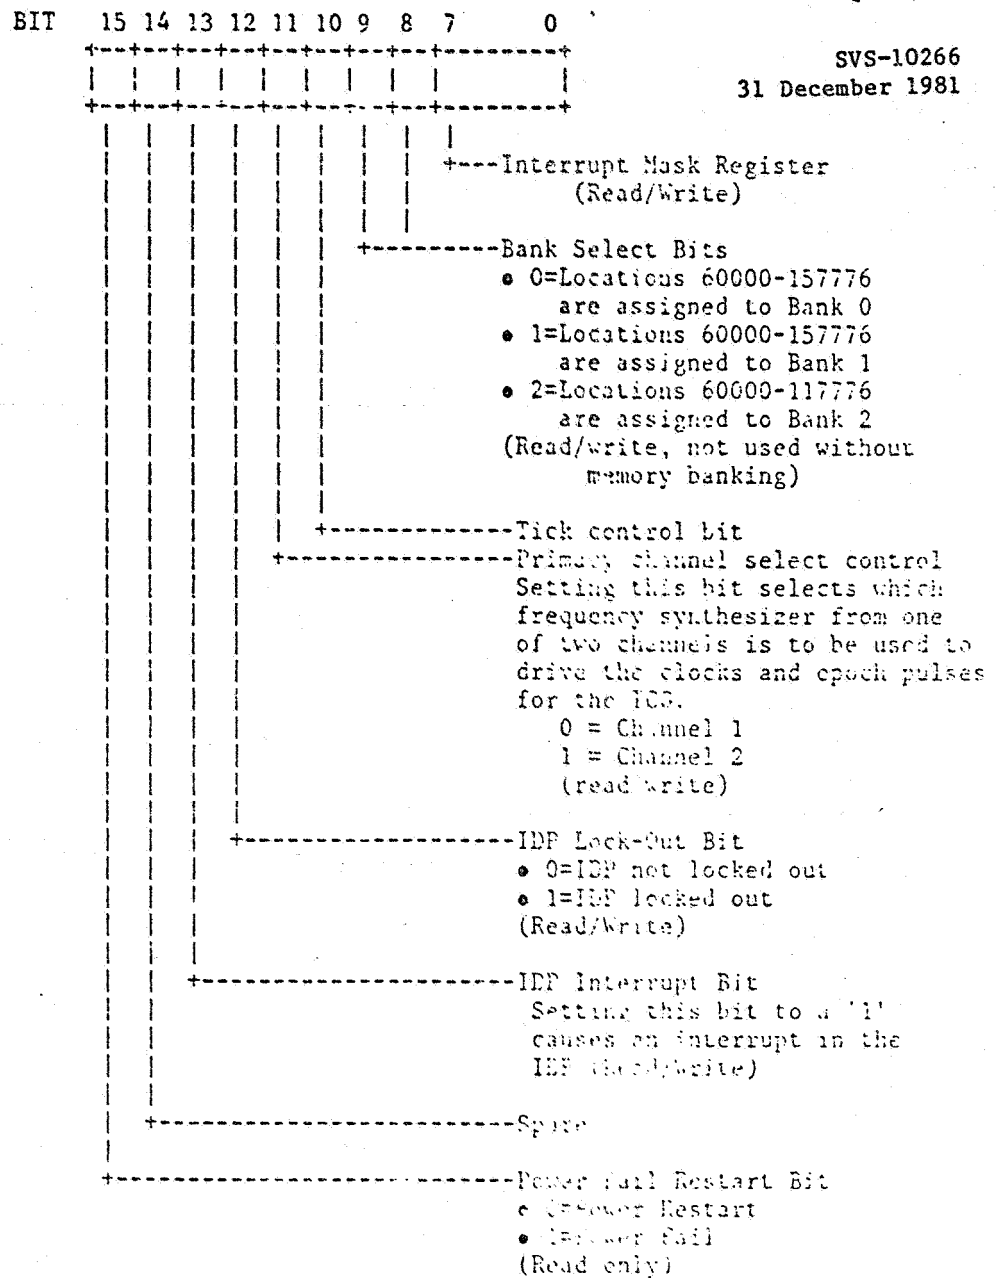 BIT 15 14 13 12 11 10 9 8 7 0
SVS-10266
31 December 1981
Interrupt Mask Register
(Read/Write)
Bank Select Bits
• 0=Locations 60000-157776
are assigned to Bank 0
• 1=Locations 60000-157776
are assigned to Bank 1
• 2=Locations 60000-117776
are assigned to Bank 2
(Read/write, not used without
memory banking)
Tick control bit
Primary channel select control
Setting this bit selects which
frequency synthesizer from one
of two channels is to be used to
drive the clocks and epoch pulses
for the
0 = Channel 1
1 = Channel 2
(read write)
IDP Lock-Out Bit
• 0=IDP not locked out
• 1=IDP locked out
(Read/Write)
IDP Interrupt Bit
Setting this bit to a '1'
causes an interrupt in the
IDP (Read/Write)
Spare
Power Fail Restart Bit
• 0=Power Restart
• 1=Power fail
(Read only)